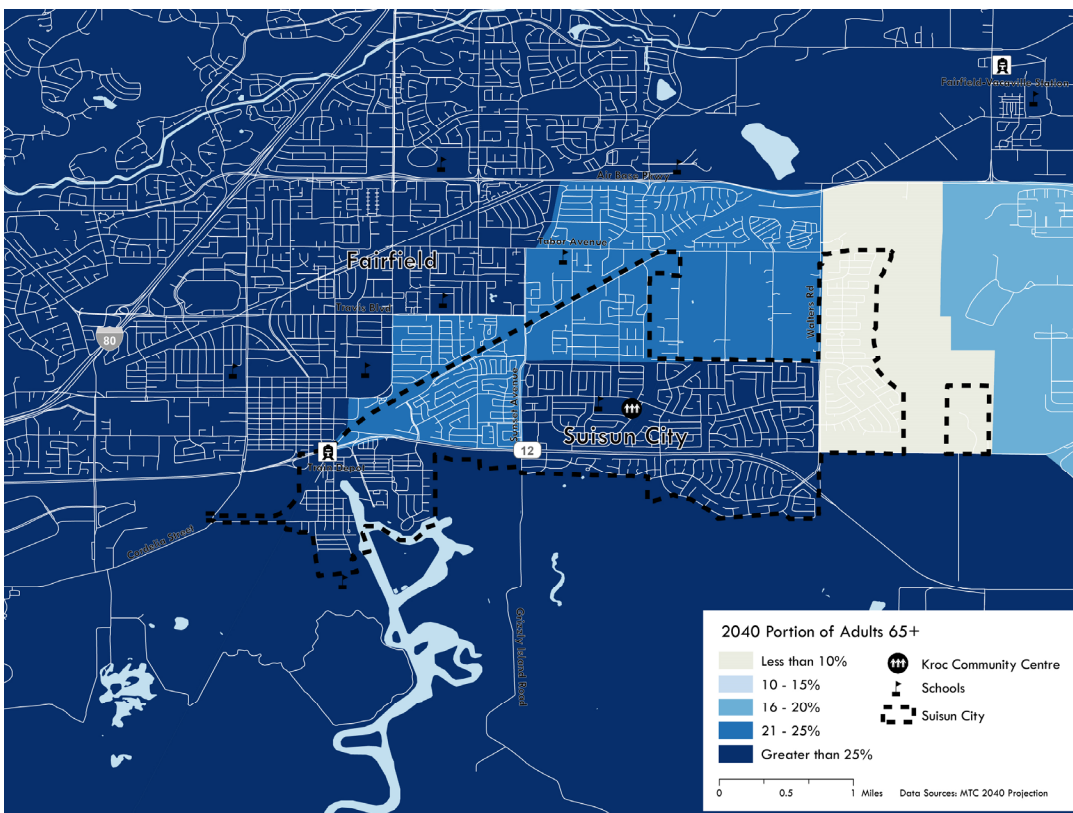 Fairfield-Vacaville Station
Air Base Pkwy
Tabor Avenue
Fairfield
Travis Blvd
Walters Rd
80
Sunset Avenue
Suisun City
12
Train Depot
Cordelia Street
Grizzly Island Road
2040 Portion of Adults 65+
Less than 10%
10 - 15%
16 - 20%
21 - 25%
Greater than 25%
Kroc Community Centre
Schools
Suisun City
0 0.5 1 Miles
Data Sources: MTC 2040 Projection